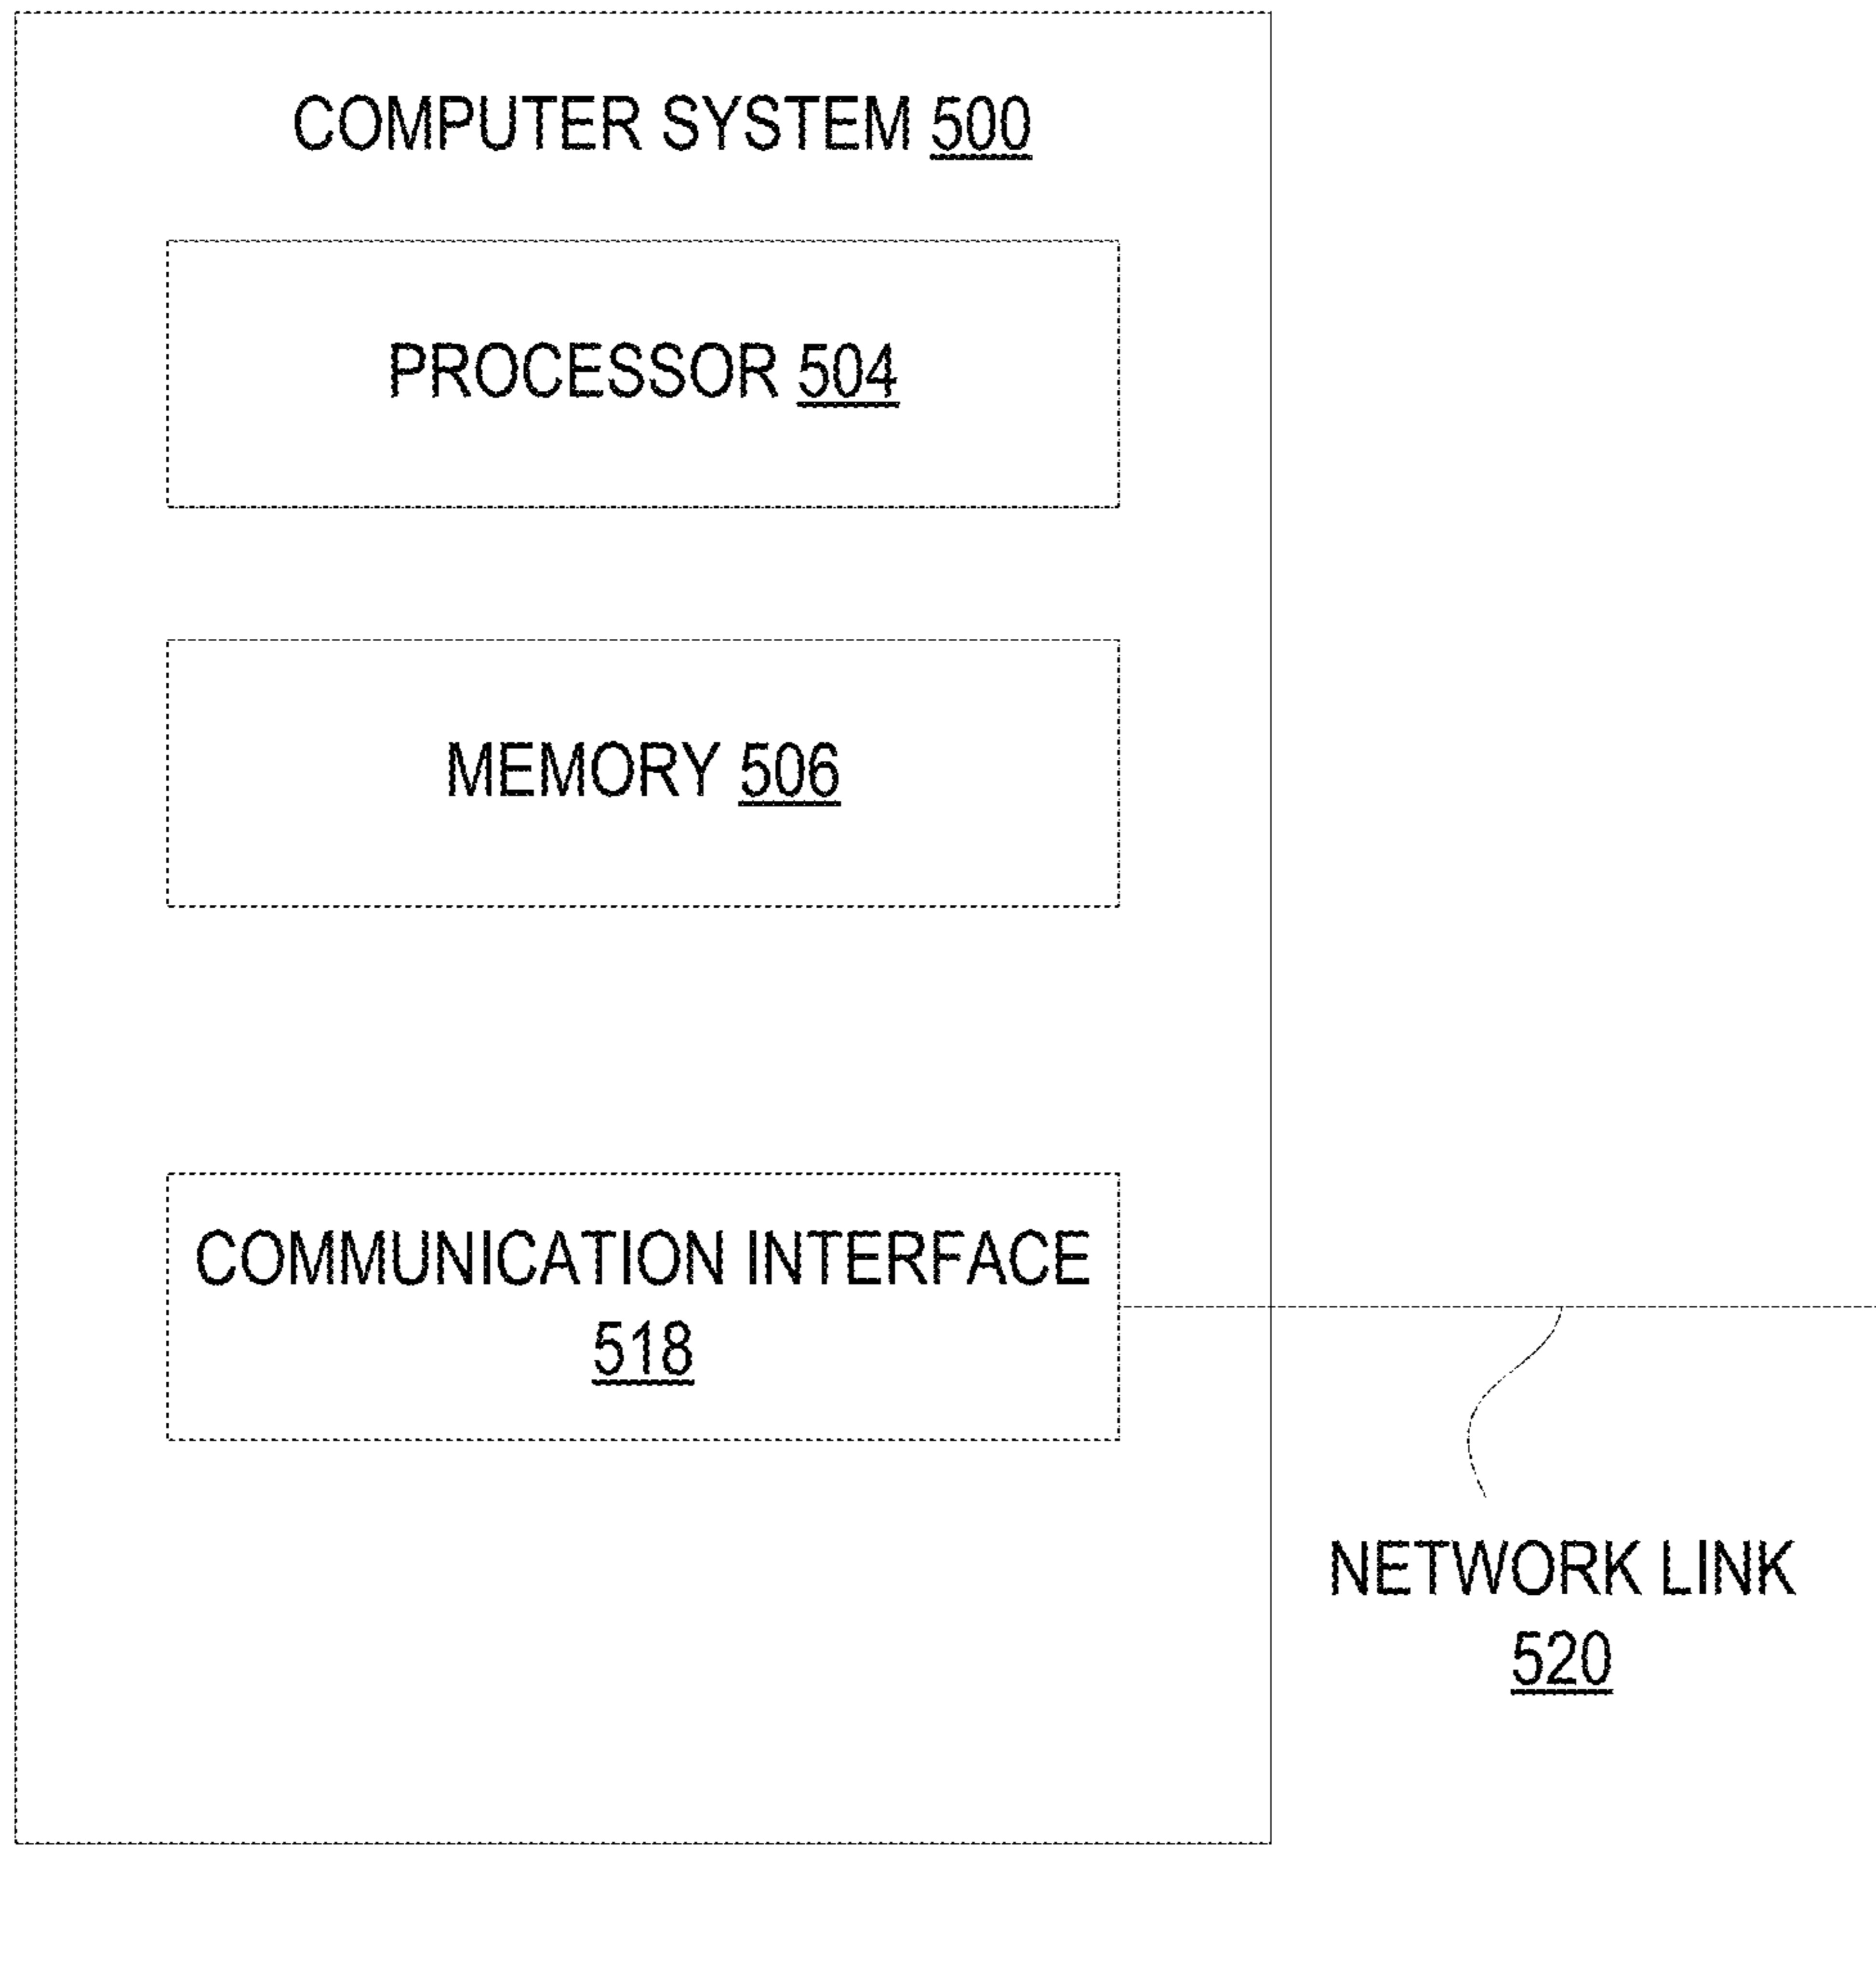 COMPUTER SYSTEM 500
PROCESSOR 504
MEMORY 506
COMMUNICATION INTERFACE
518
NETWORK LINK
520